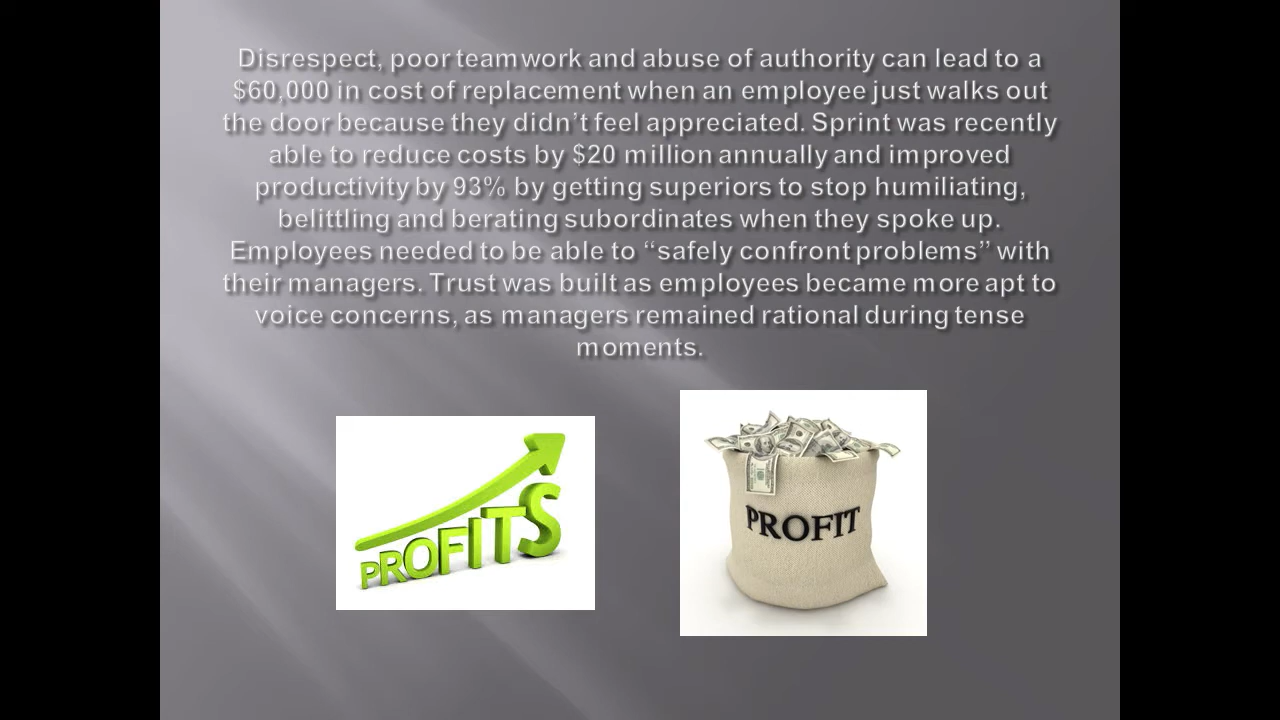 Disrespect, poor teamwork and abuse of authority can lead to a
$60,000 in cost of replacement when an employee just walks out
the door because they didn’t feel appreciated. Sprint was recently
able to reduce costs by $20 million annually and improved
productivity by 93% by getting superiors to stop humiliating,
belittling and berating subordinates when they spoke up.
Employees needed to be able to “safely confront problems” with
their managers. Trust was built as employees became more apt to
voice concerns, as managers remained rational during tense
moments.
PROFITS
PROFIT